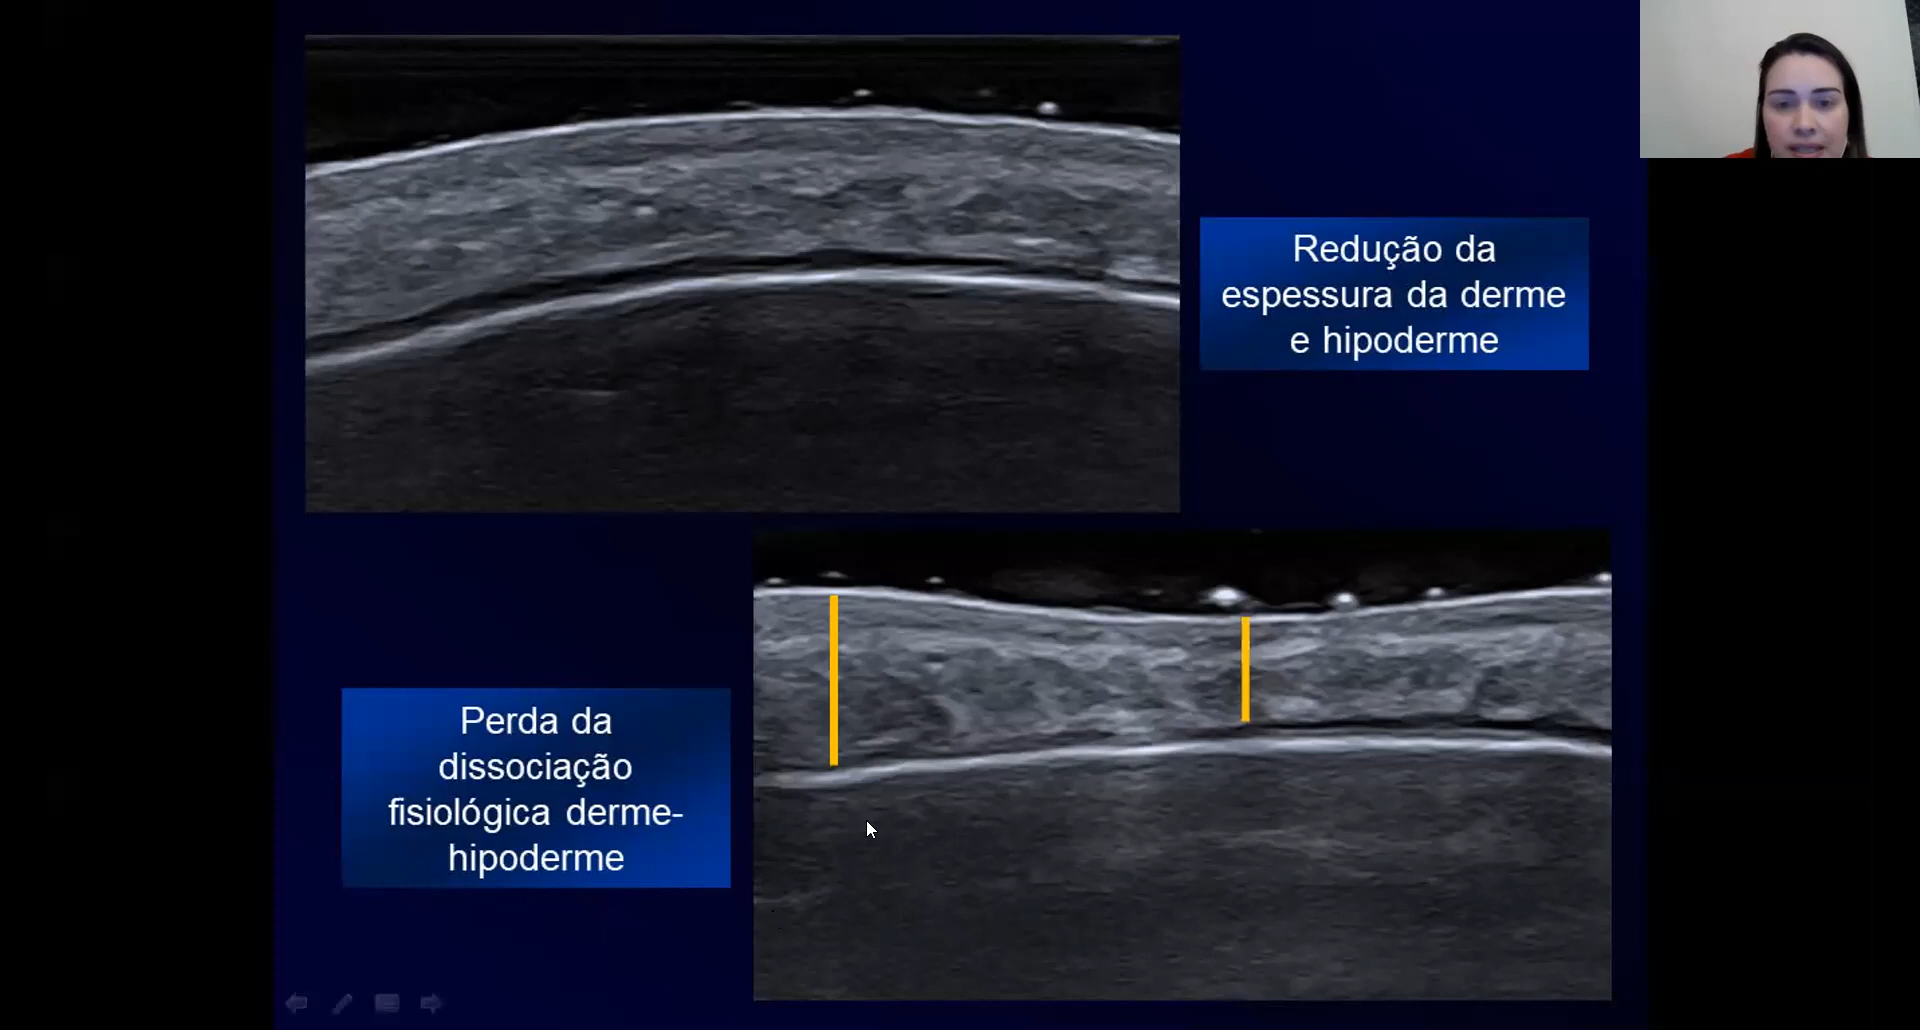 Redução da
espessura da derme
e hipoderme
Perda da
dissociação
fisiológica derme-
hipoderme